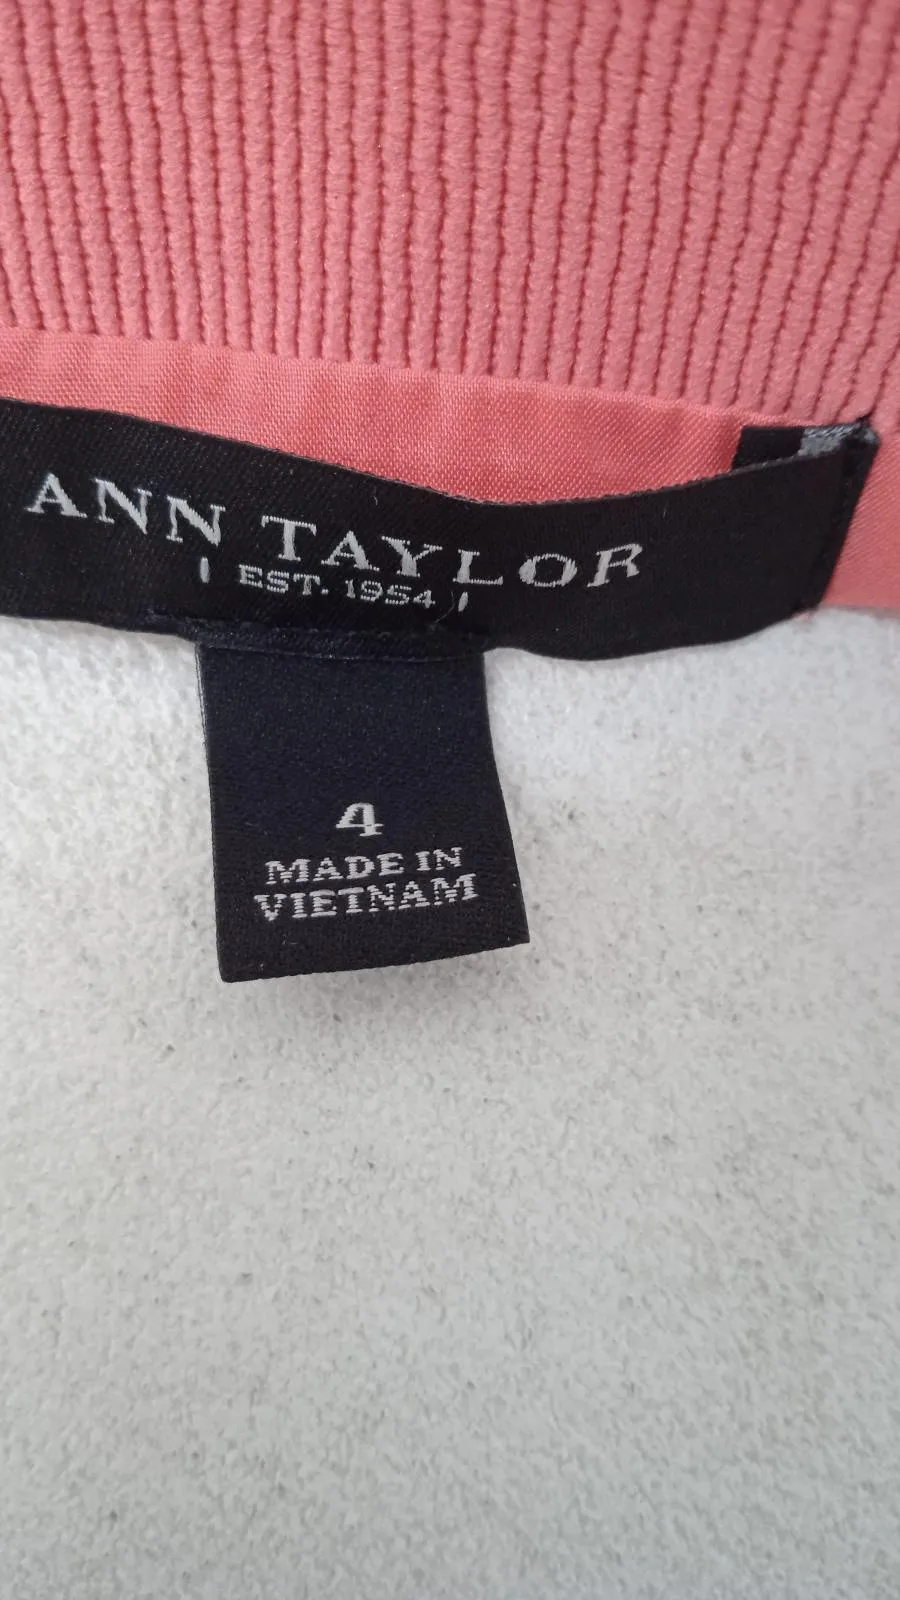 ANN TAYLOR
EST. 1954
4
MADE IN
VIETNAM